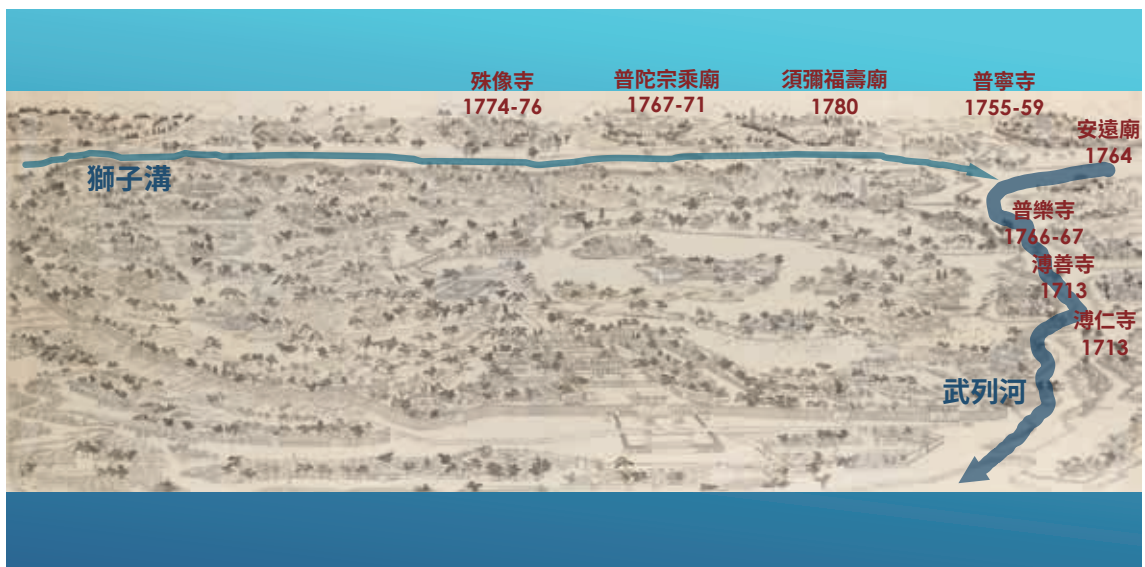 殊像寺
1774-76
普陀宗乘廟
1767-71
須彌福壽廟
1780
普寧寺
1755-59
安遠廟
1764
獅子溝
普樂寺
1766-67
溥善寺
1713
溥仁寺
1713
武列河